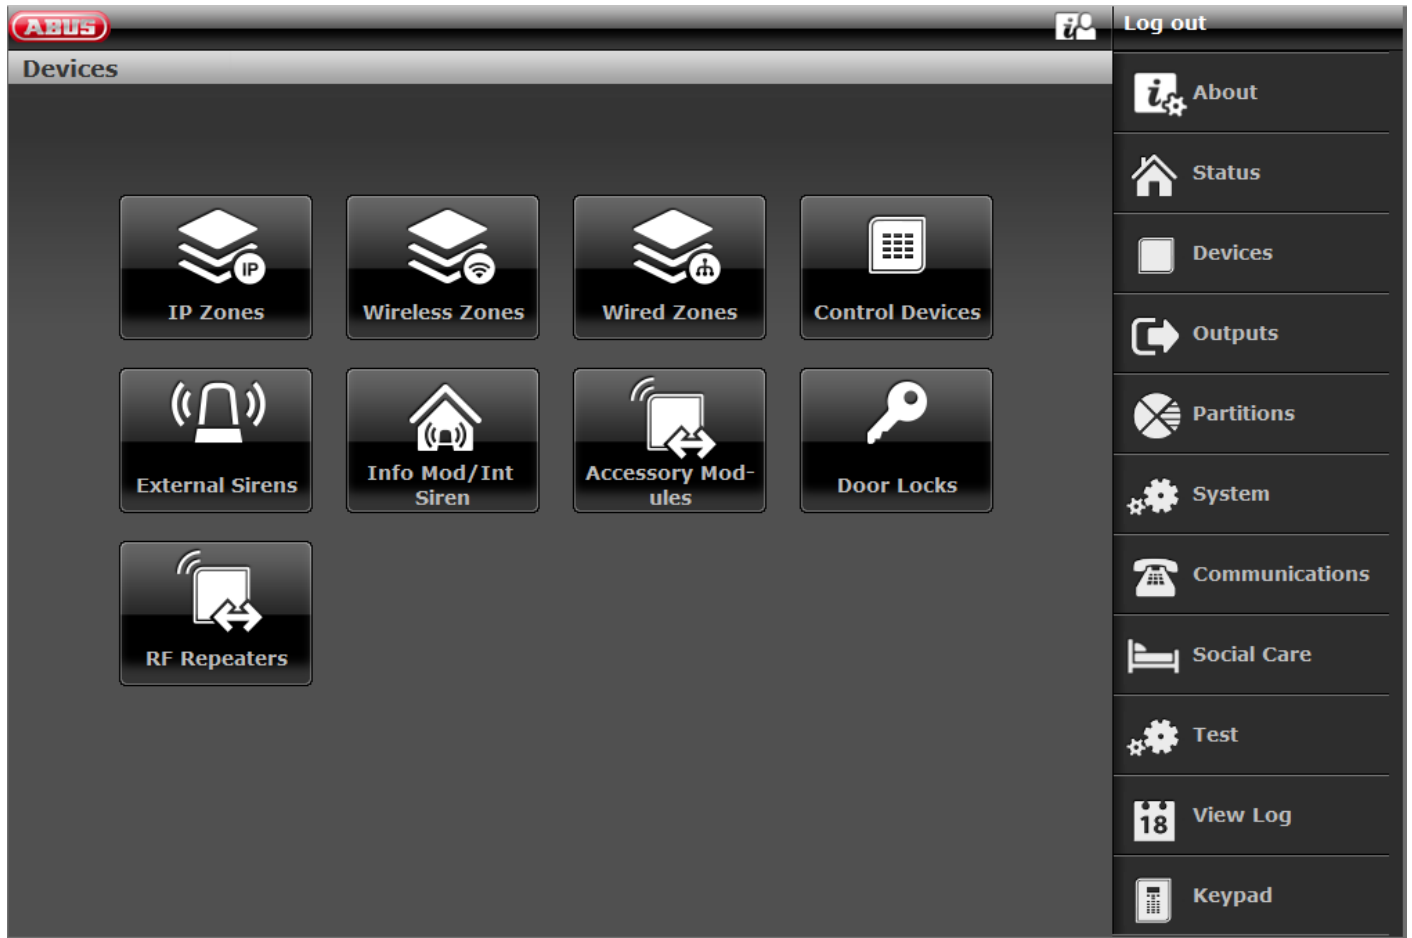 ABUS
Log out
Devices
IP Zones
Wireless Zones
Wired Zones
Control Devices
External Sirens
Info Mod/Int
Siren
Accessory Mod-
ules
Door Locks
RF Repeaters
About
Status
Devices
Outputs
Partitions
System
Communications
Social Care
Test
18
View Log
Keypad
IP
i
i